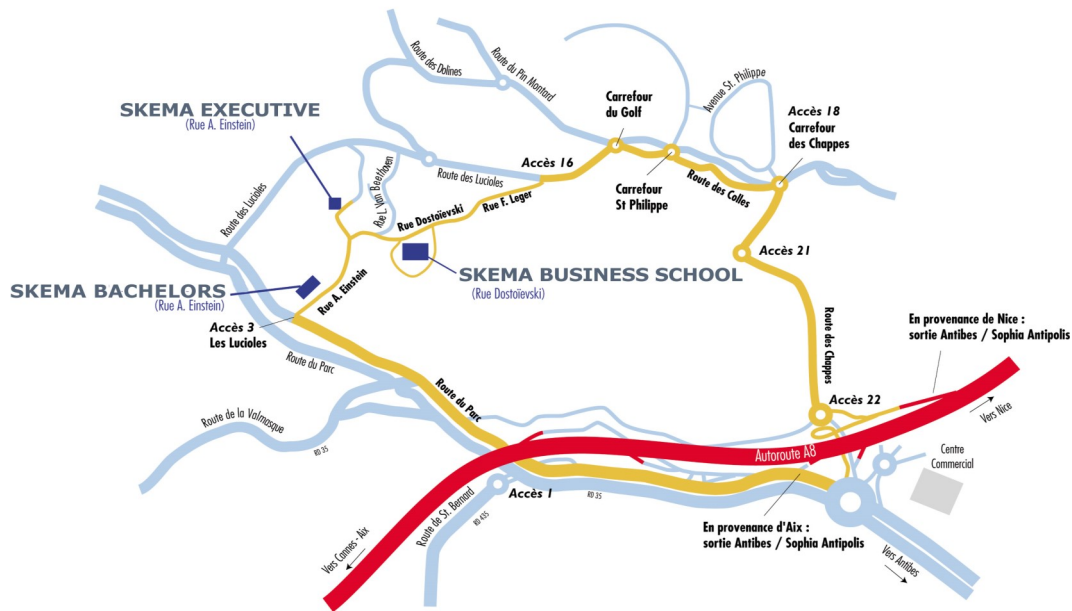 Route des Dolines
Route du Pin Montard
Avenue St. Philippe
SKEMA EXECUTIVE
(Rue A. Einstein)
Carrefour
du Golf
Accès 18
Carrefour
des Chappes
Accès 16
Route des Lucioles
Rue L. Van Beethoven
Route des Lucioles
Rue Dostoïevski
Rue F. Leger
Carrefour
St Philippe
Route des Colles
Accès 21
SKEMA BUSINESS SCHOOL
(Rue Dostoïevski)
SKEMA BACHELORS
(Rue A. Einstein)
Rue A. Einstein
Accès 3
Les Lucioles
Route du Parc
Route du Parc
Route des Chappes
En provenance de Nice :
sortie Antibes / Sophia Antipolis
Accès 22
Vers Nice
Route de la Valmasque
RD 35
Autoroute A8
Centre
Commercial
Accès 1
RD 35
Route de St. Bernard
RD 435
En provenance d'Aix :
sortie Antibes / Sophia Antipolis
Vers Cannes - Aix
Vers Antibes